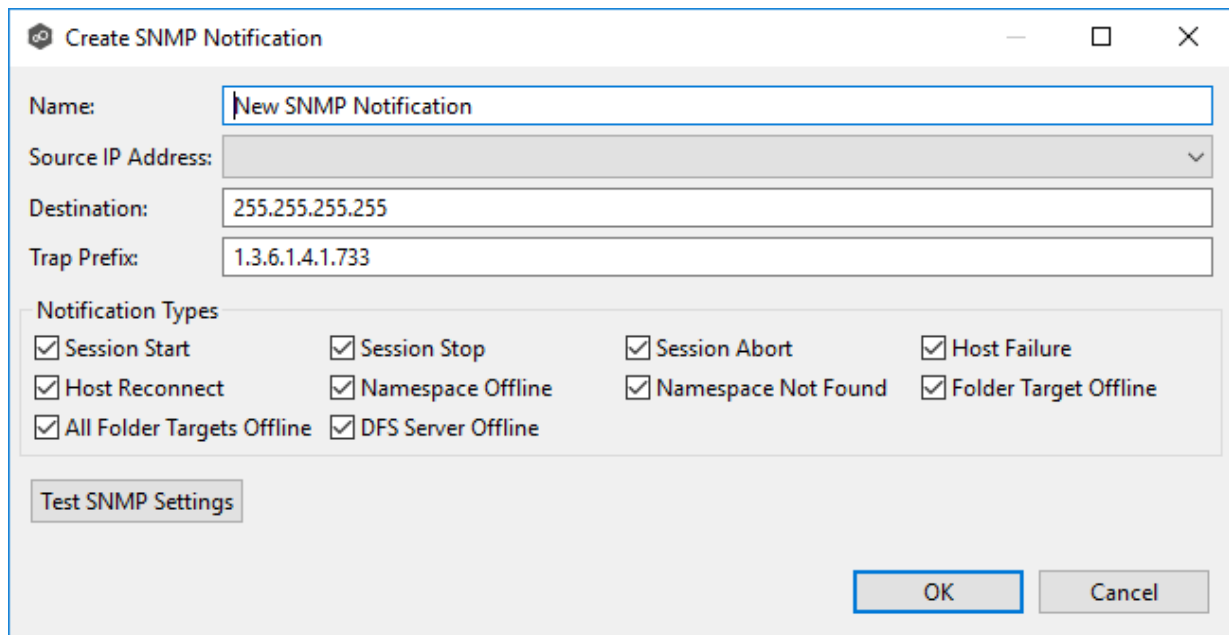 Create SNMP Notification
Name: New SNMP Notification
Source IP Address:
Destination: 255.255.255.255
Trap Prefix: 1.3.6.1.4.1.733
Notification Types
Session Start Session Stop Session Abort Host Failure
Host Reconnect Namespace Offline Namespace Not Found Folder Target Offline
All Folder Targets Offline DFS Server Offline
Test SNMP Settings
OK Cancel